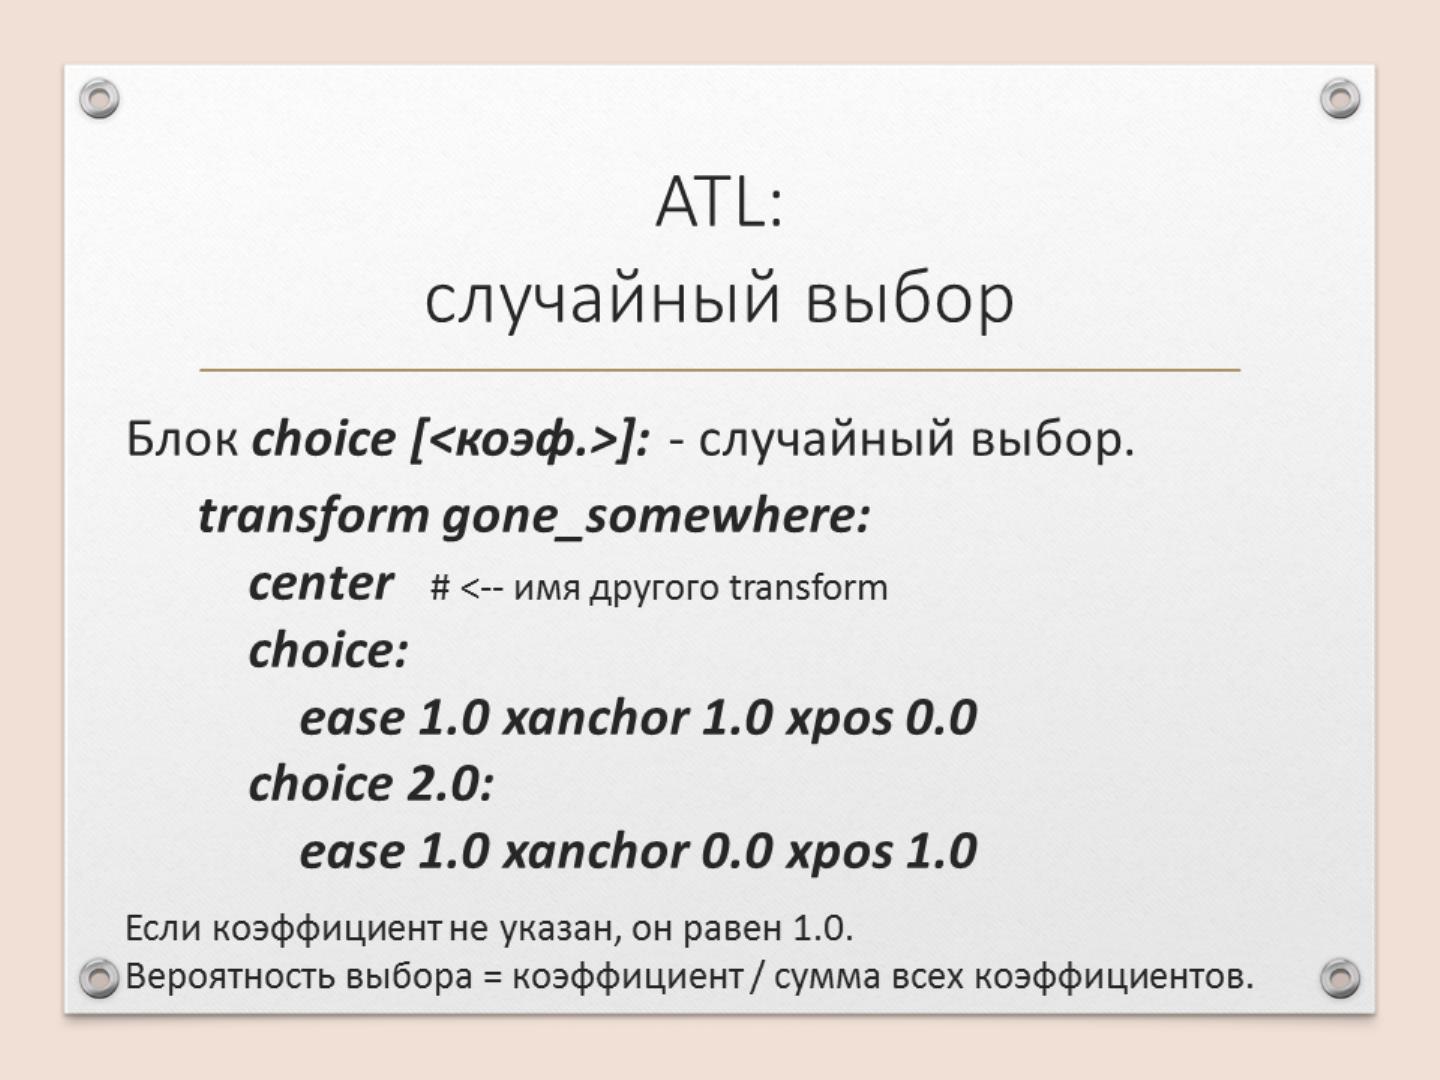 ATL:
случайный выбор
Блок choice [<коэф.>]: - случайный выбор.
transform gone_somewhere:
center # <-- имя другого transform
choice:
ease 1.0 xanchor 1.0 xpos 0.0
choice 2.0:
ease 1.0 xanchor 0.0 xpos 1.0
Если коэффициент не указан, он равен 1.0.
Вероятность выбора = коэффициент / сумма всех коэффициентов.